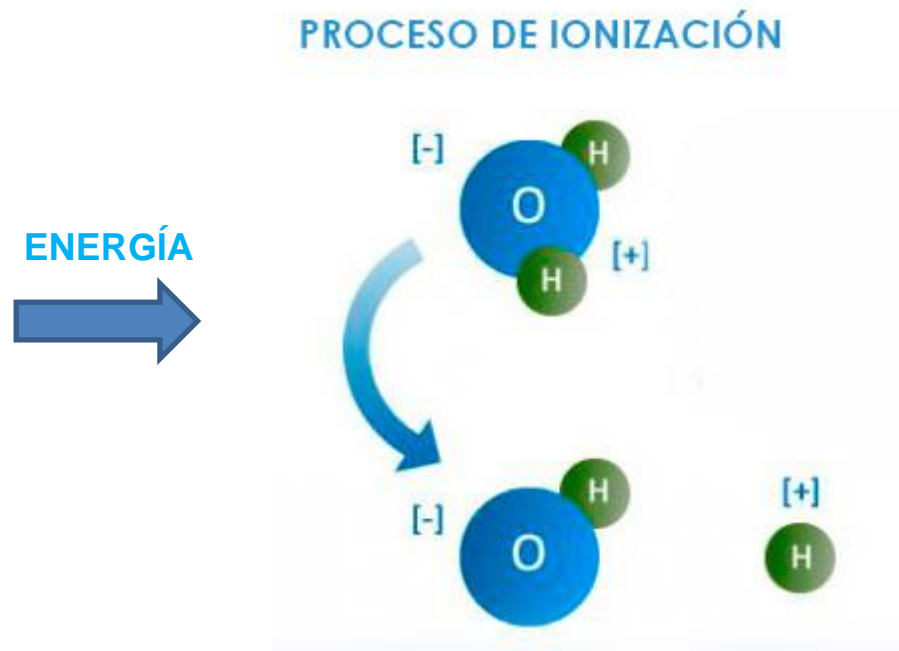 PROCESO DE IONIZACIÓN
[-]
H
O
ENERGÍA
[+]
H
H
[+]
[-]
O
H